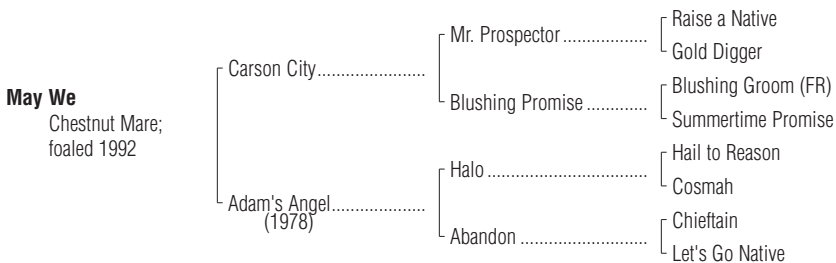 May We
Chestnut Mare;
foaled 1992
Carson City.......................
Adam's Angel....................
(1978)
Mr. Prospector ..................
Blushing Promise .............
Halo ..................................
Abandon ...........................
Raise a Native
Gold Digger
Blushing Groom (FR)
Summertime Promise
Hail to Reason
Cosmah
Chieftain
Let's Go Native